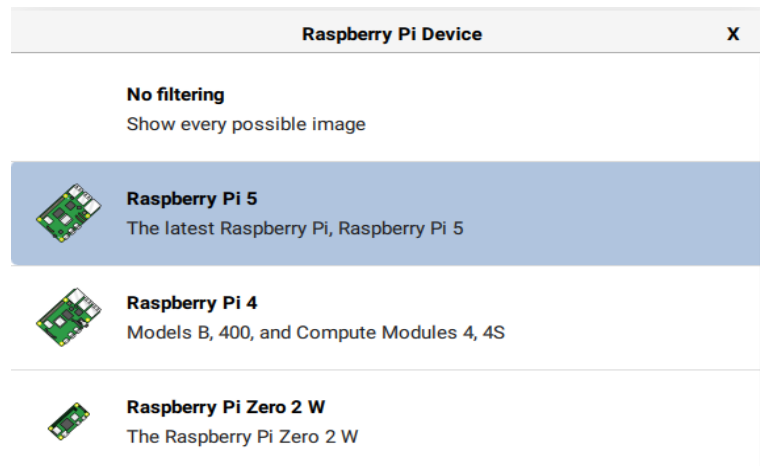 Raspberry Pi Device X
No filtering
Show every possible image
Raspberry Pi 5
The latest Raspberry Pi, Raspberry Pi 5
Raspberry Pi 4
Models B, 400, and Compute Modules 4, 4S
Raspberry Pi Zero 2 W
The Raspberry Pi Zero 2 W